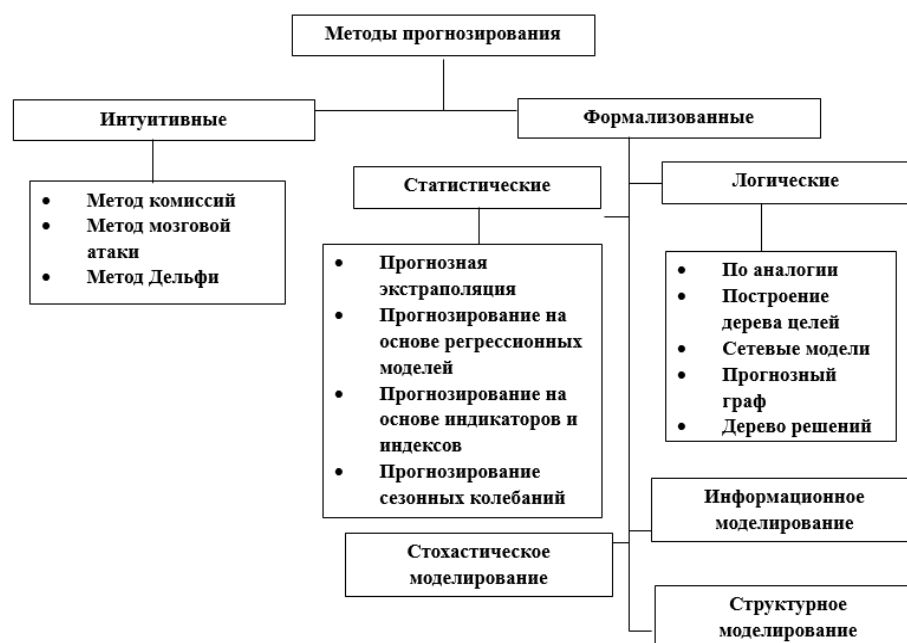 Методы прогнозирования
Интуитивные
Формализованные
• Метод комиссий
• Метод мозговой
атаки
• Метод Дельфи
Статистические
• Прогнозная
экстраполяция
• Прогнозирование на
основе регрессионных
моделей
• Прогнозирование на
основе индикаторов и
индексов
• Прогнозирование
сезонных колебаний
Логические
• По аналогии
• Построение
дерева целей
• Сетевые модели
• Прогнозный
граф
• Дерево решений
Информационное
моделирование
Стохастическое
моделирование
Структурное
моделирование